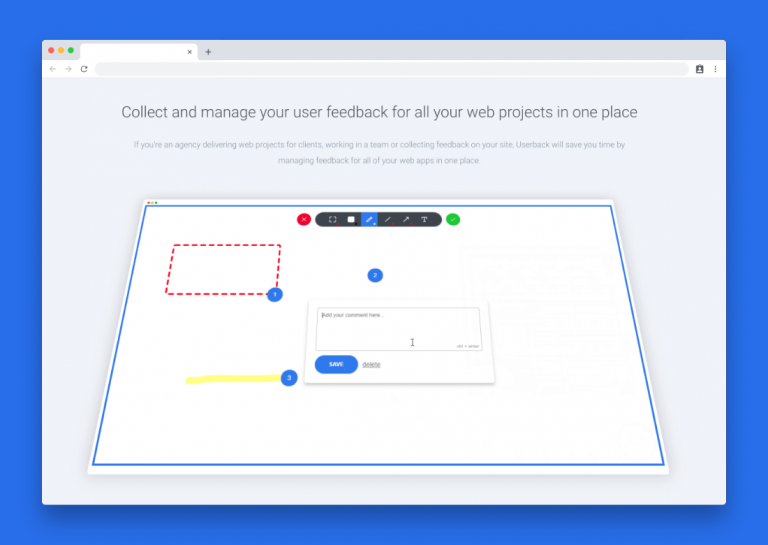 Collect and manage your user feedback for all your web projects in one place
If you're an agency delivering web projects for clients, working in a team or collecting feedback on your site, Userback will save you time by
managing feedback for all of your web apps in one place.
T
1
2
Add your comment here...
SAVE
delete
3